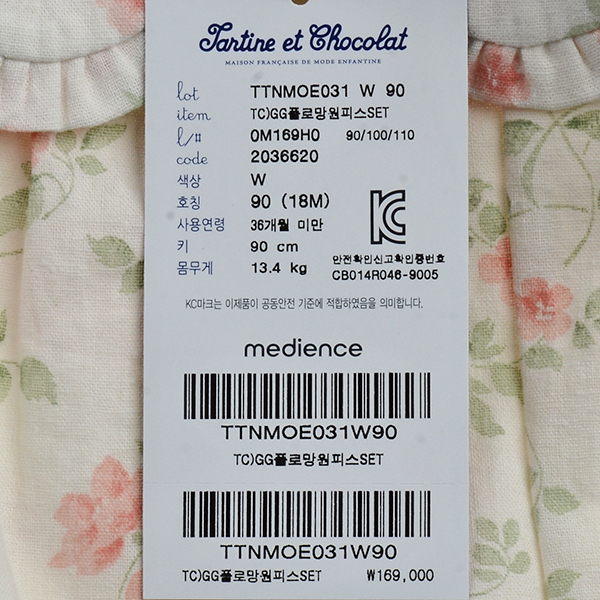 Tartine et Chocolat
MAISON FRANÇAISE DE MODE ENFANTINE
lot TTNMOE031 W 90
item TC)GG플로망원피스SET
l/# 0M169H0 90/100/110
code 2036620
색상 W
호칭 90 (18M)
사용연령 36개월 미만
키 90 cm
몸무게 13.4 kg
안전확인신고확인증번호
CB014R046-9005
KC마크는 이제품이 공동안전 기준에 적합하였음을 의미합니다.
medience
TTNMOE031W90
TC)GG플로망원피스SET
TTNMOE031W90
TC)GG플로망원피스SET ₩169,000